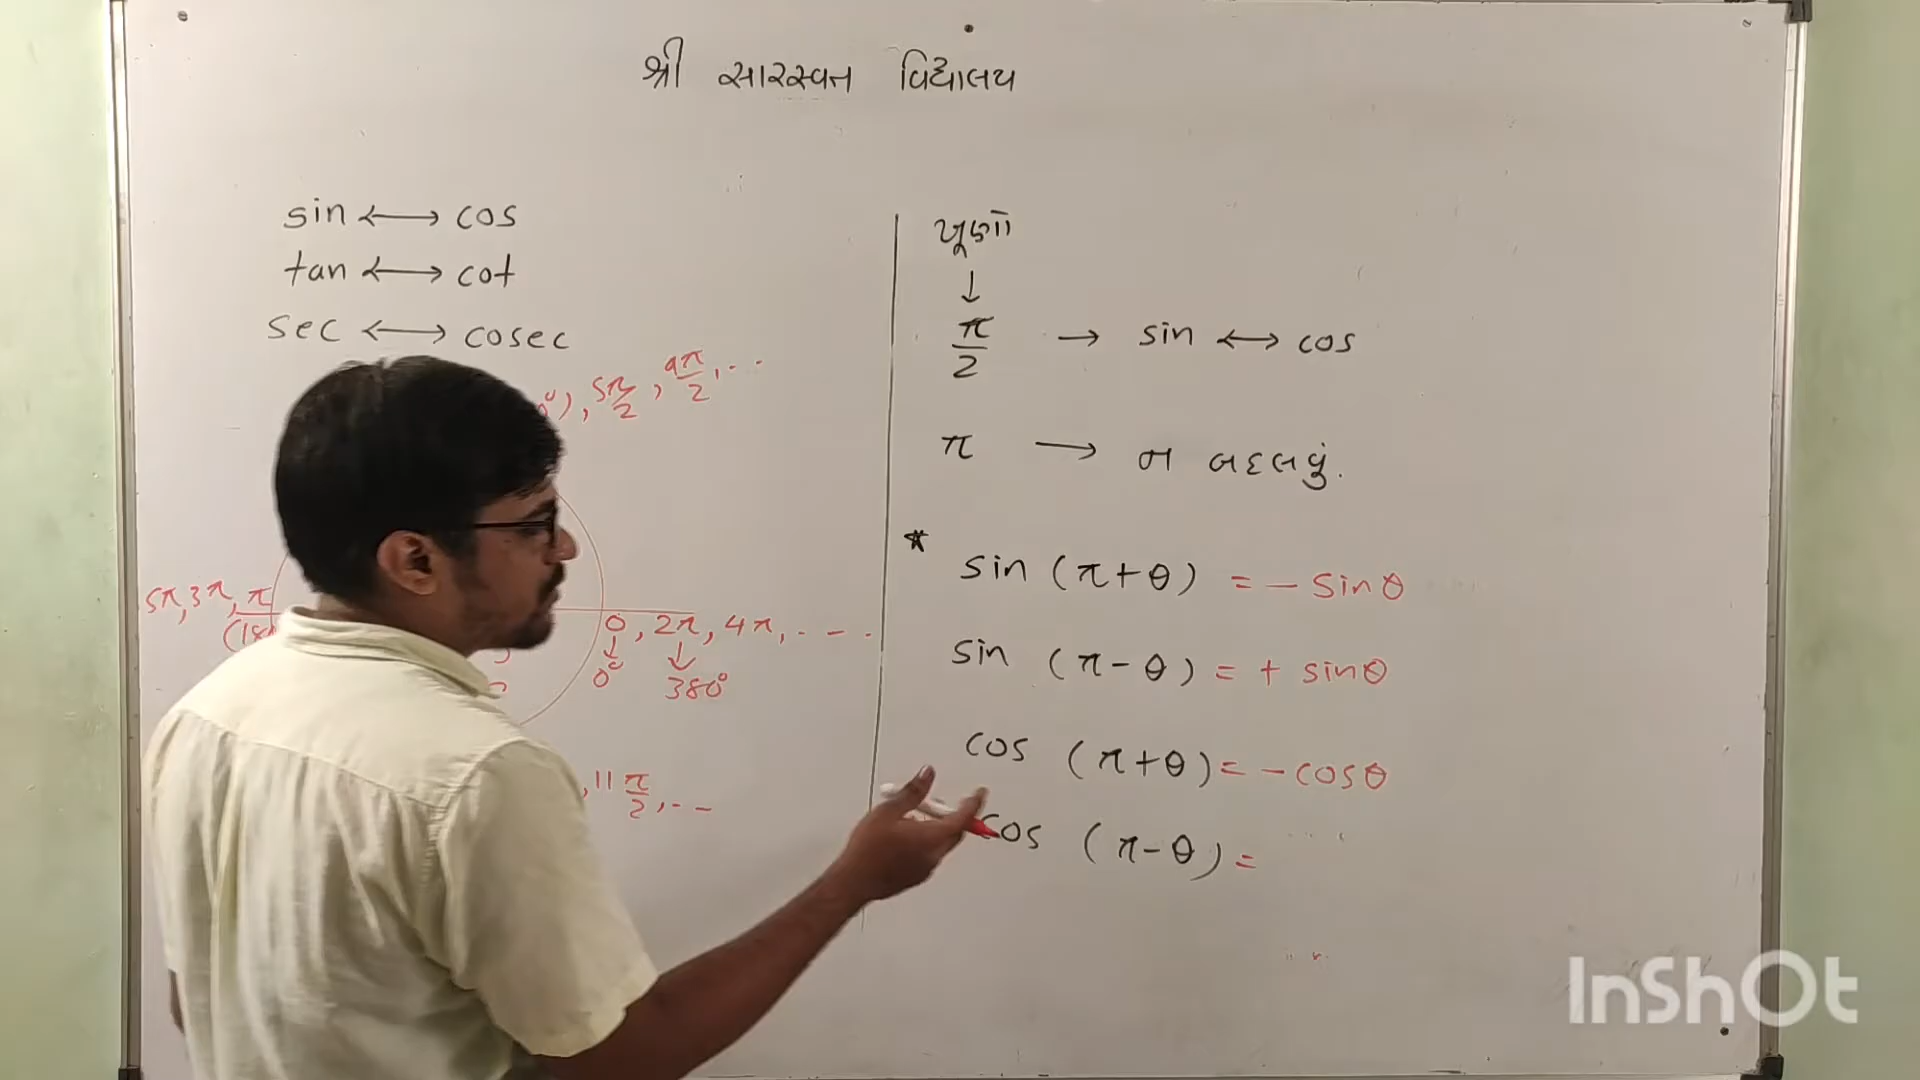 શ્રી સારસ્વત વિદ્યાલય
sin ↔ cos
tan ↔ cot
sec ↔ cosec
), 5π/2, 9π/2, ...
5π, 3π, π
(18
0, 2π, 4π, ....
↓ ↓
0° 380°
, 11π/2, ...
ખૂણો
↓
π/2 → sin ↔ cos
π → ન બદલવું.
* sin (π+θ) = - sinθ
sin (π-θ) = + sinθ
cos (π+θ) = - cosθ
cos (π-θ) =
InShOt